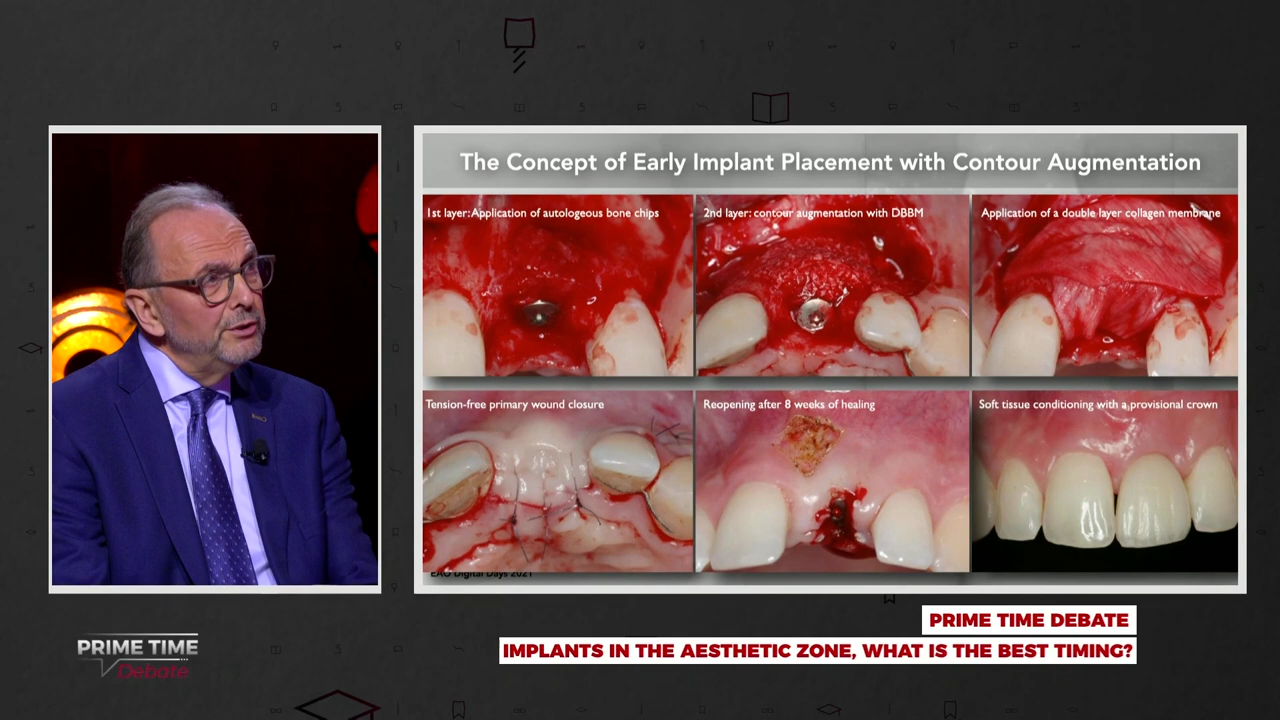 The Concept of Early Implant Placement with Contour Augmentation
1st layer: Application of autologeous bone chips
2nd layer: contour augmentation with DBBM
Application of a double layer collagen membrane
Tension-free primary wound closure
Reopening after 8 weeks of healing
Soft tissue conditioning with a provisional crown
EAO Digital Days 2021
PRIME TIME DEBATE
IMPLANTS IN THE AESTHETIC ZONE, WHAT IS THE BEST TIMING?
PRIME TIME
Debate